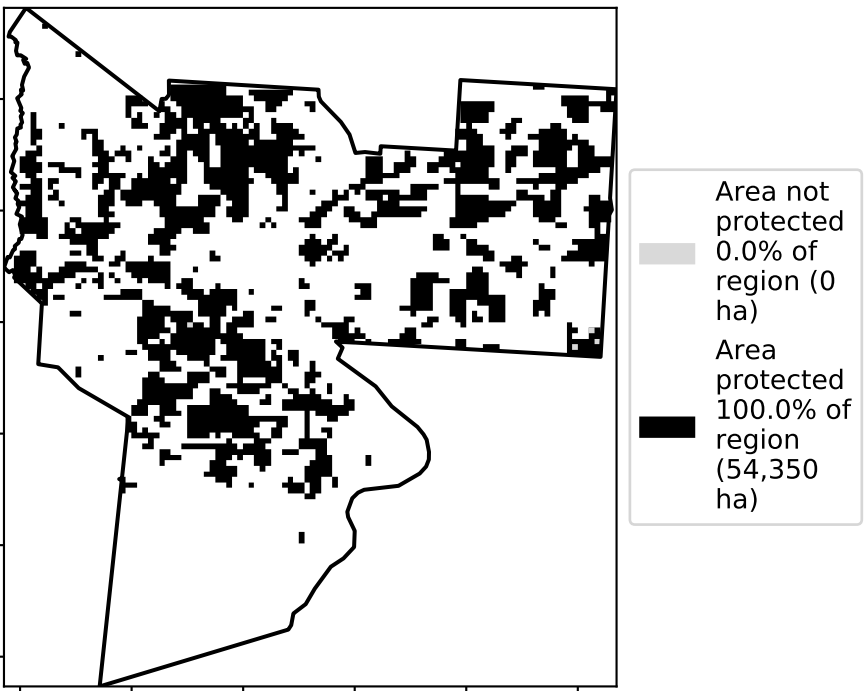 Area not
protected
0.0% of
region (0
ha)
Area
protected
100.0% of
region
(54,350
ha)